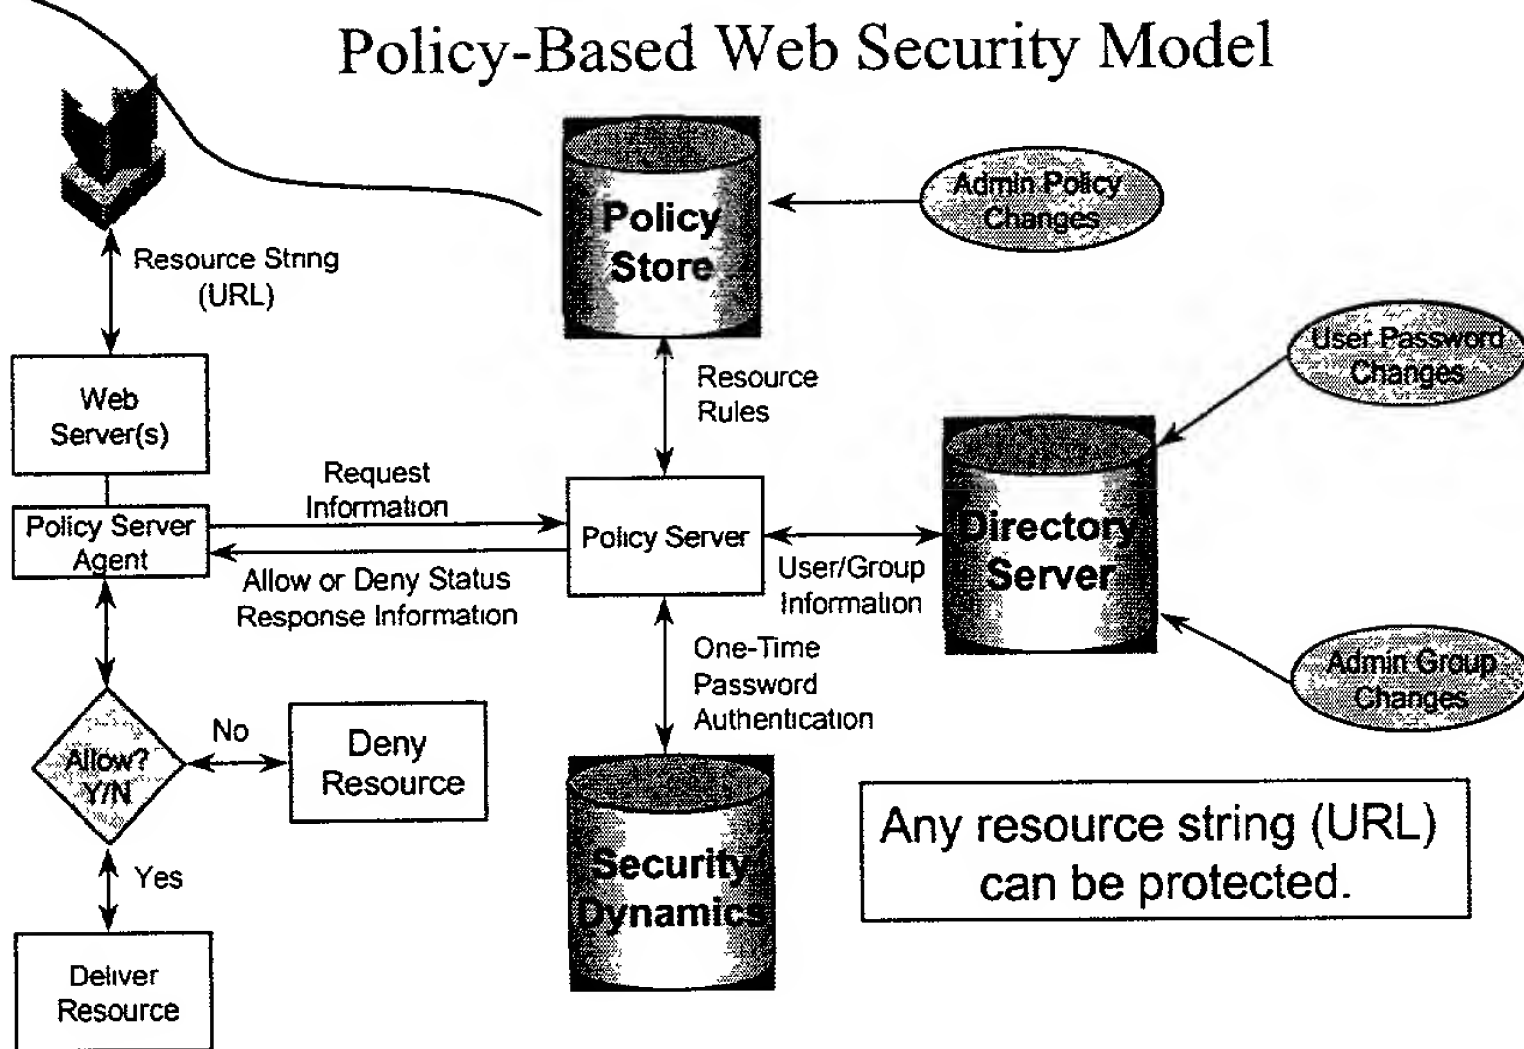 Policy-Based Web Security Model
Resource String
(URL)
Policy
Store
Admin Policy
Changes
Web
Server(s)
Resource
Rules
User Password
Changes
Request
Information
Policy Server
Agent
Policy Server
Directory
Server
Allow or Deny Status
Response Information
User/Group
Information
One-Time
Password
Authentication
Admin Group
Changes
Allow?
Y/N
No
Deny
Resource
Yes
Security
Dynamics
Any resource string (URL)
can be protected.
Deliver
Resource